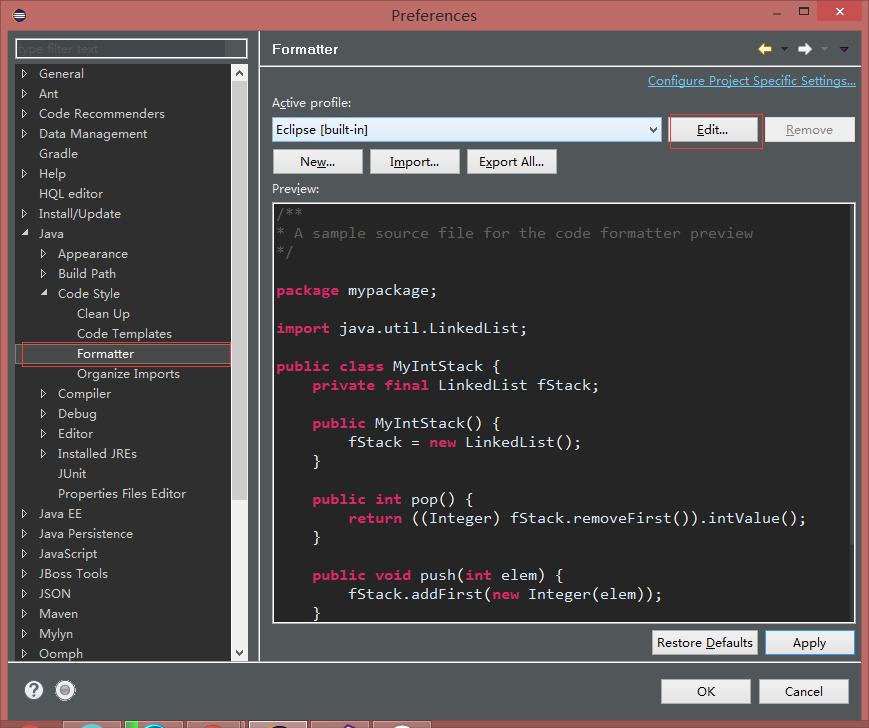 Preferences
type filter text
General
Ant
Code Recommenders
Data Management
Gradle
Help
HQL editor
Install/Update
Java
Appearance
Build Path
Code Style
Clean Up
Code Templates
Formatter
Organize Imports
Compiler
Debug
Editor
Installed JREs
JUnit
Properties Files Editor
Java EE
Java Persistence
JavaScript
JBoss Tools
JSON
Maven
Mylyn
Oomph
Formatter
Configure Project Specific Settings...
Active profile:
Eclipse [built-in]
Edit...
Remove
New...
Import...
Export All...
Preview:
/**
* A sample source file for the code formatter preview
*/
package mypackage;
import java.util.LinkedList;
public class MyIntStack {
private final LinkedList fStack;
public MyIntStack() {
fStack = new LinkedList();
}
public int pop() {
return ((Integer) fStack.removeFirst()).intValue();
}
public void push(int elem) {
fStack.addFirst(new Integer(elem));
}
Restore Defaults
Apply
?
OK
Cancel